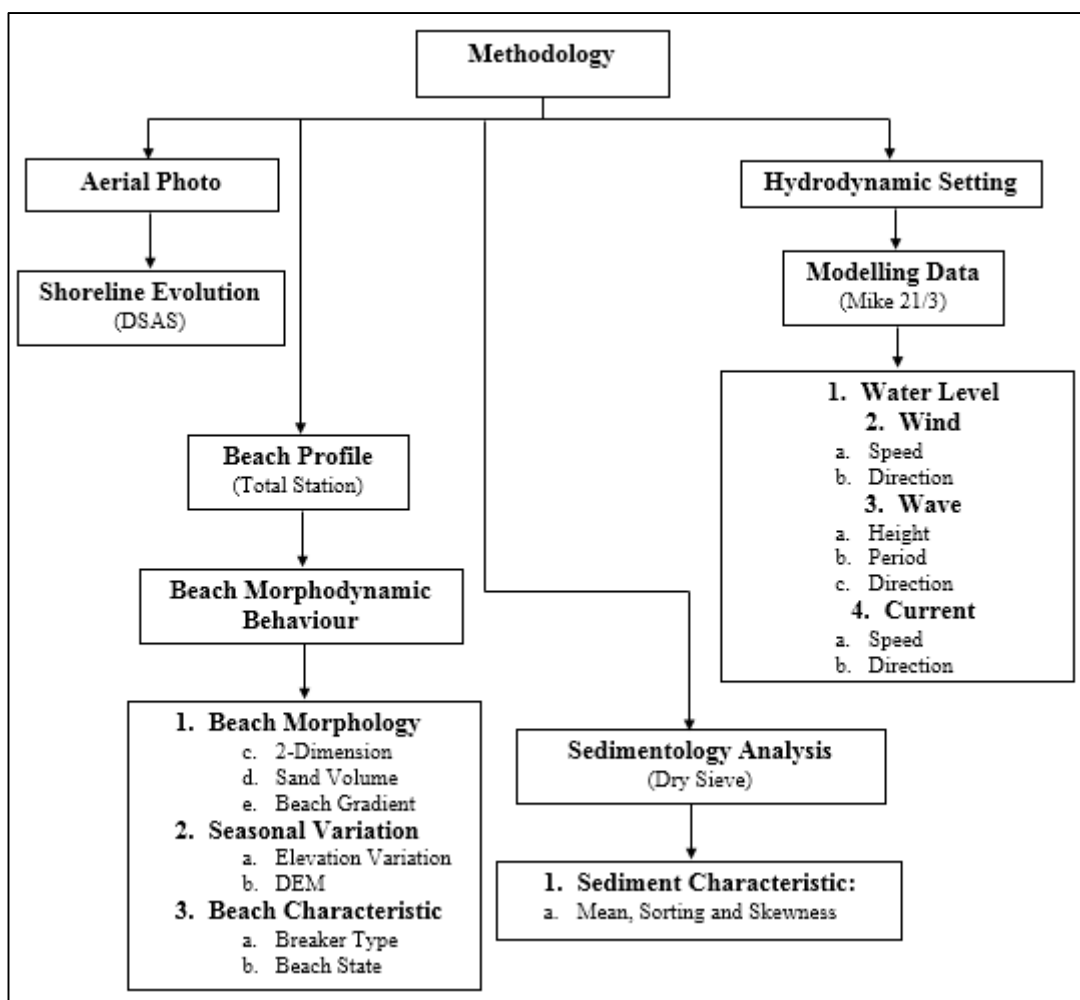 Methodology
Aerial Photo
Hydrodynamic Setting
Shoreline Evolution
(DSAS)
Modelling Data
(Mike 21/3)
1. Water Level
2. Wind
a. Speed
b. Direction
3. Wave
a. Height
b. Period
c. Direction
4. Current
a. Speed
b. Direction
Beach Profile
(Total Station)
Beach Morphodynamic
Behaviour
1. Beach Morphology
c. 2-Dimension
d. Sand Volume
e. Beach Gradient
2. Seasonal Variation
a. Elevation Variation
b. DEM
3. Beach Characteristic
a. Breaker Type
b. Beach State
Sedimentology Analysis
(Dry Sieve)
1. Sediment Characteristic:
a. Mean, Sorting and Skewness